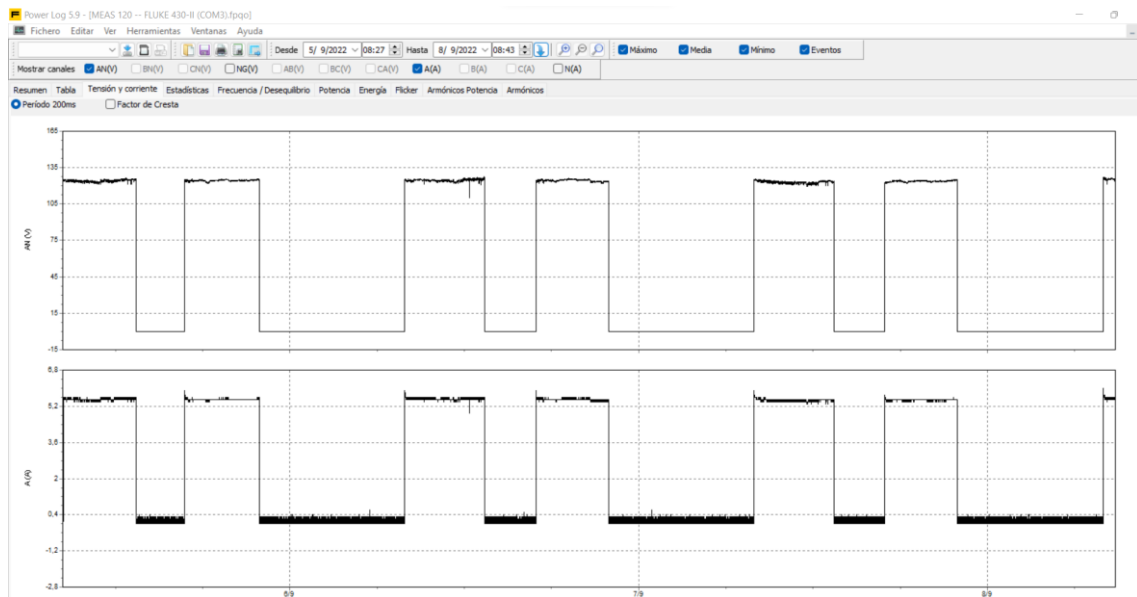 Power Log 5.9 - [MEAS 120 -- FLUKE 430-II (COM3).fpqo]
Fichero Editar Ver Herramientas Ventanas Ayuda
Desde 5/ 9/2022 08:27 Hasta 8/ 9/2022 08:43 Máximo Media Mínimo Eventos
Mostrar canales AN(V) BN(V) CN(V) NG(V) AB(V) BC(V) CA(V) A(A) B(A) C(A) N(A)
Resumen Tabla Tensión y corriente Estadísticas Frecuencia / Desequilibrio Potencia Energía Flicker Armónicos Potencia Armónicos
Período 200ms Factor de Cresta
165
135
105
AN (V)
75
45
15
-15
6,8
5,2
3,6
A (A)
2
0,4
-1,2
-2,8
6/9 7/9 8/9